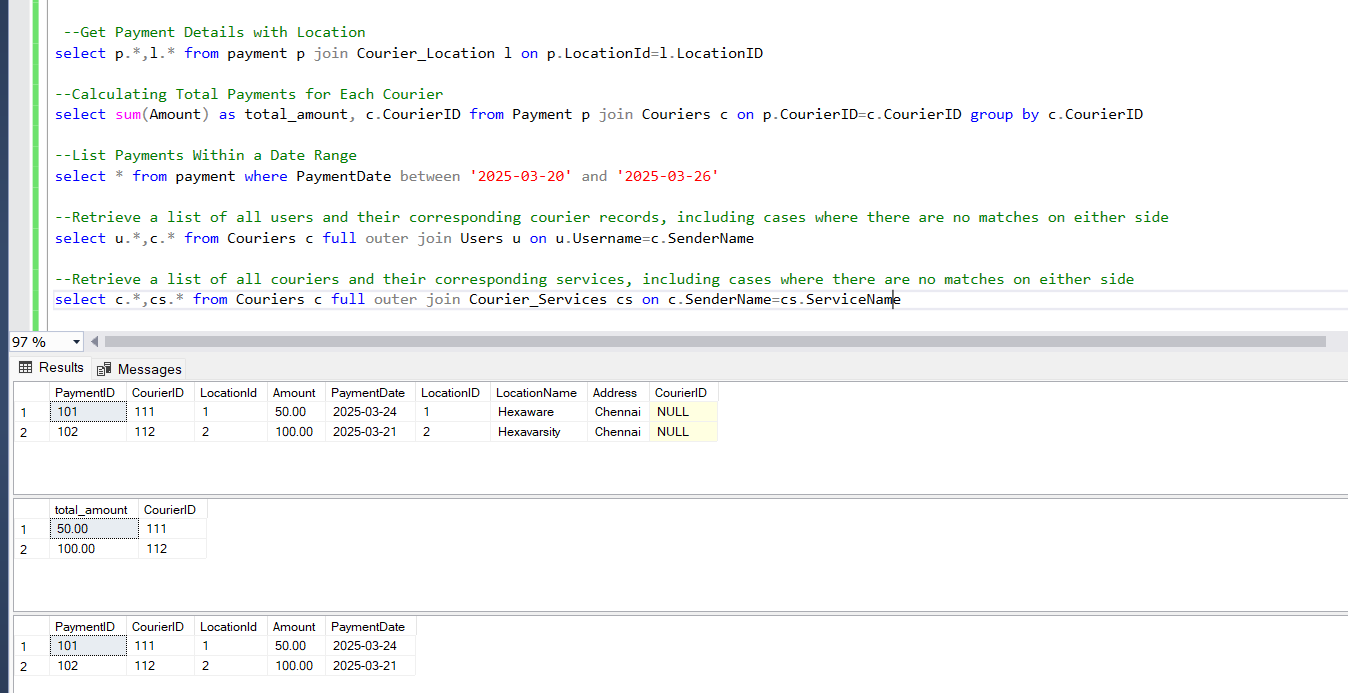 --Get Payment Details with Location
select p.*,l.* from payment p join Courier_Location l on p.LocationId=l.LocationID
--Calculating Total Payments for Each Courier
select sum(Amount) as total_amount, c.CourierID from Payment p join Couriers c on p.CourierID=c.CourierID group by c.CourierID
--List Payments Within a Date Range
select * from payment where PaymentDate between '2025-03-20' and '2025-03-26'
--Retrieve a list of all users and their corresponding courier records, including cases where there are no matches on either side
select u.*,c.* from Couriers c full outer join Users u on u.Username=c.SenderName
--Retrieve a list of all couriers and their corresponding services, including cases where there are no matches on either side
select c.*,cs.* from Couriers c full outer join Courier_Services cs on c.SenderName=cs.ServiceName
97 %
Results Messages
PaymentID CourierID LocationId Amount PaymentDate LocationID LocationName Address CourierID
1 101 111 1 50.00 2025-03-24 1 Hexaware Chennai NULL
2 102 112 2 100.00 2025-03-21 2 Hexavarsity Chennai NULL
total_amount CourierID
1 50.00 111
2 100.00 112
PaymentID CourierID LocationId Amount PaymentDate
1 101 111 1 50.00 2025-03-24
2 102 112 2 100.00 2025-03-21